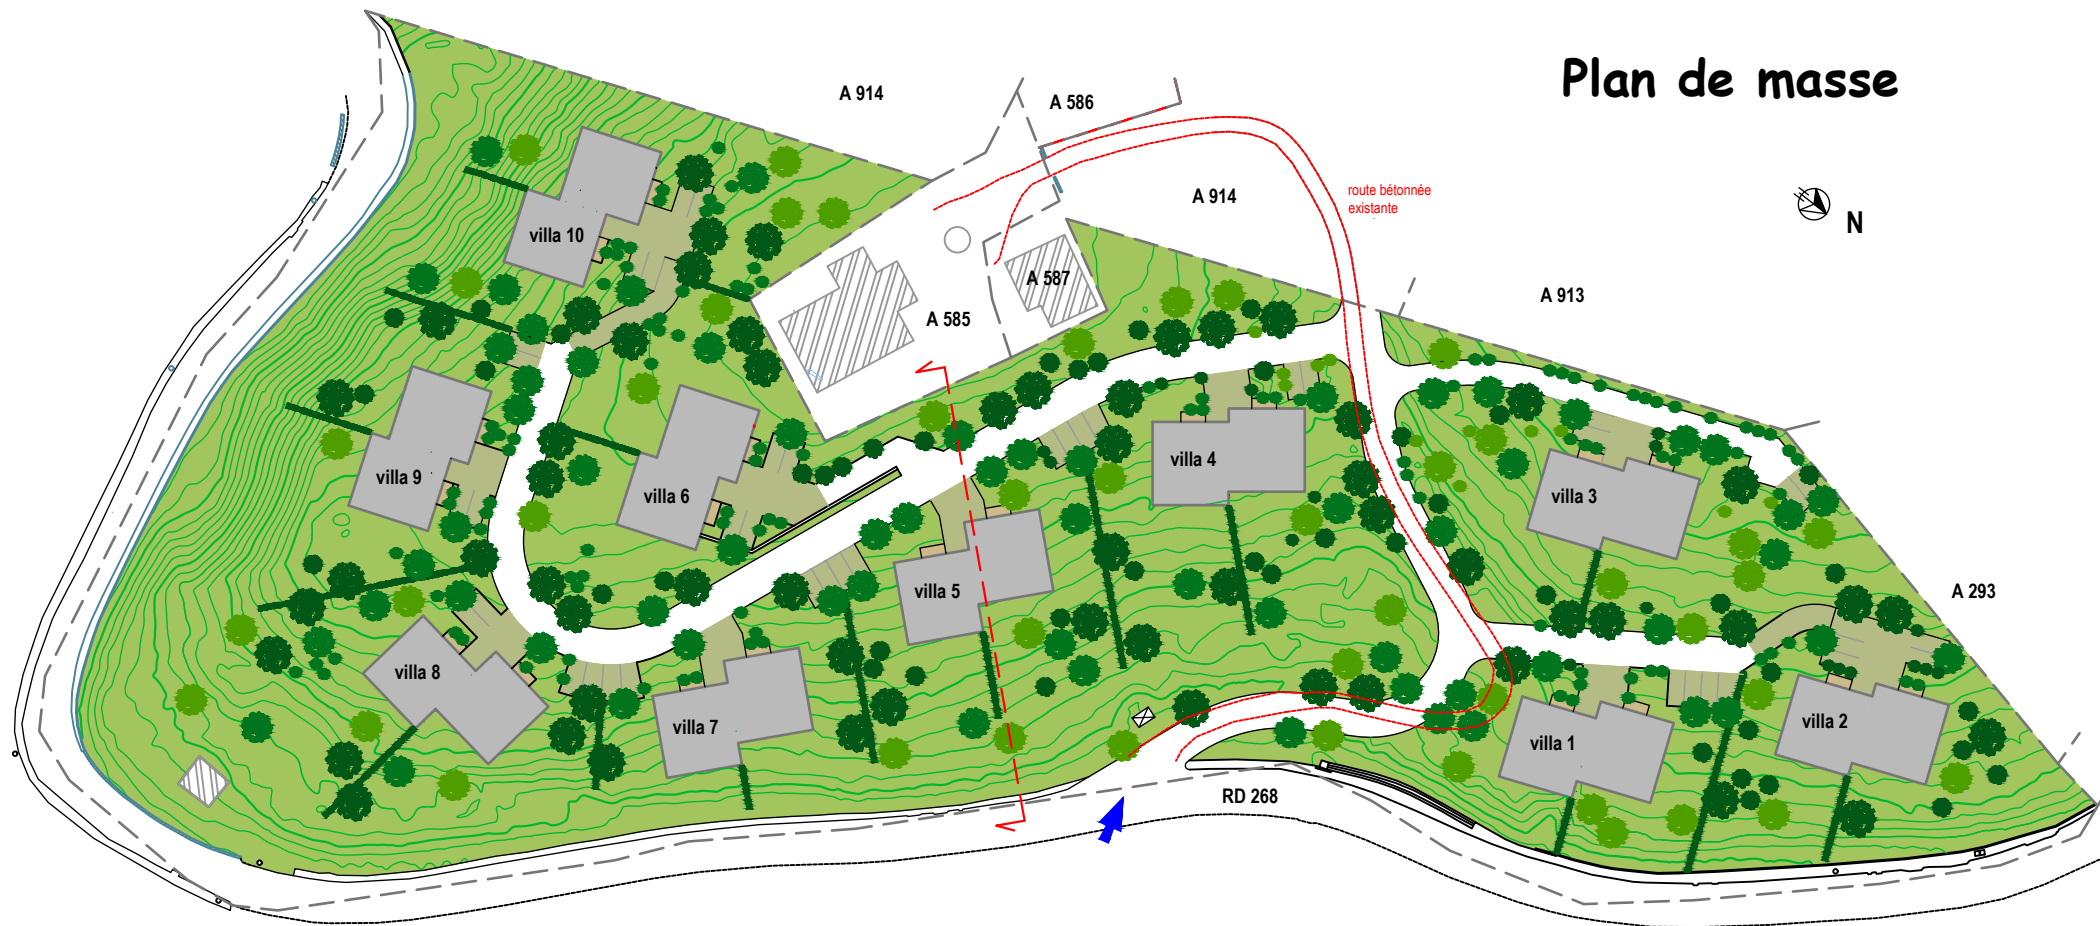 Plan de masse
A 914
A 586
route bétonnée
existante
A 914
N
villa 10
A 587
A 913
A 585
villa 4
villa 9
villa 6
villa 3
villa 5
A 293
villa 8
villa 7
villa 2
villa 1
RD 268